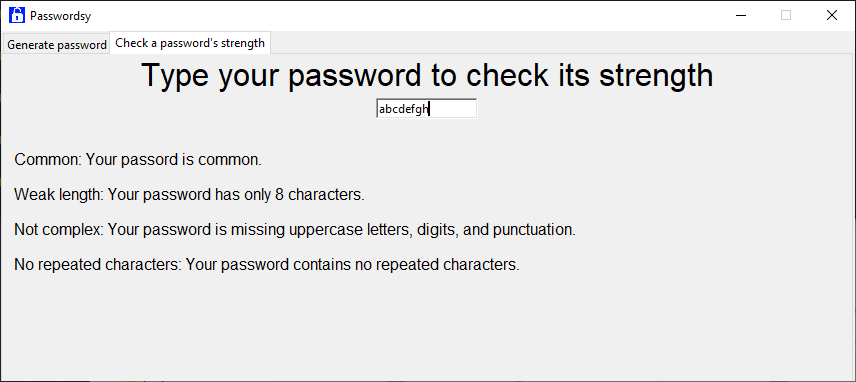 Passwordsy
Generate password Check a password's strength
Type your password to check its strength
abcdefgh
Common: Your passord is common.
Weak length: Your password has only 8 characters.
Not complex: Your password is missing uppercase letters, digits, and punctuation.
No repeated characters: Your password contains no repeated characters.